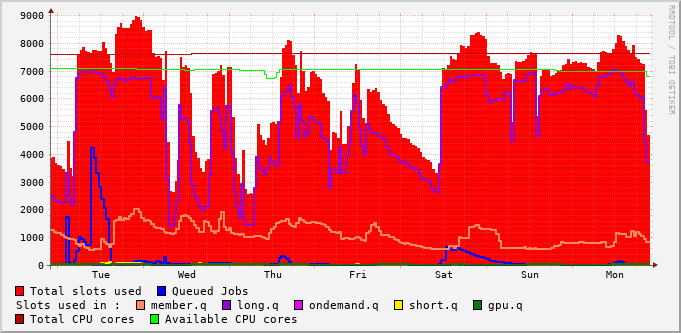 9000
8000
7000
6000
5000
4000
3000
2000
1000
0
Tue Wed Thu Fri Sat Sun Mon
RRDTOOL / TOBI OETIKER
Total slots used Queued Jobs
Slots used in : member.q long.q ondemand.q short.q gpu.q
Total CPU cores Available CPU cores